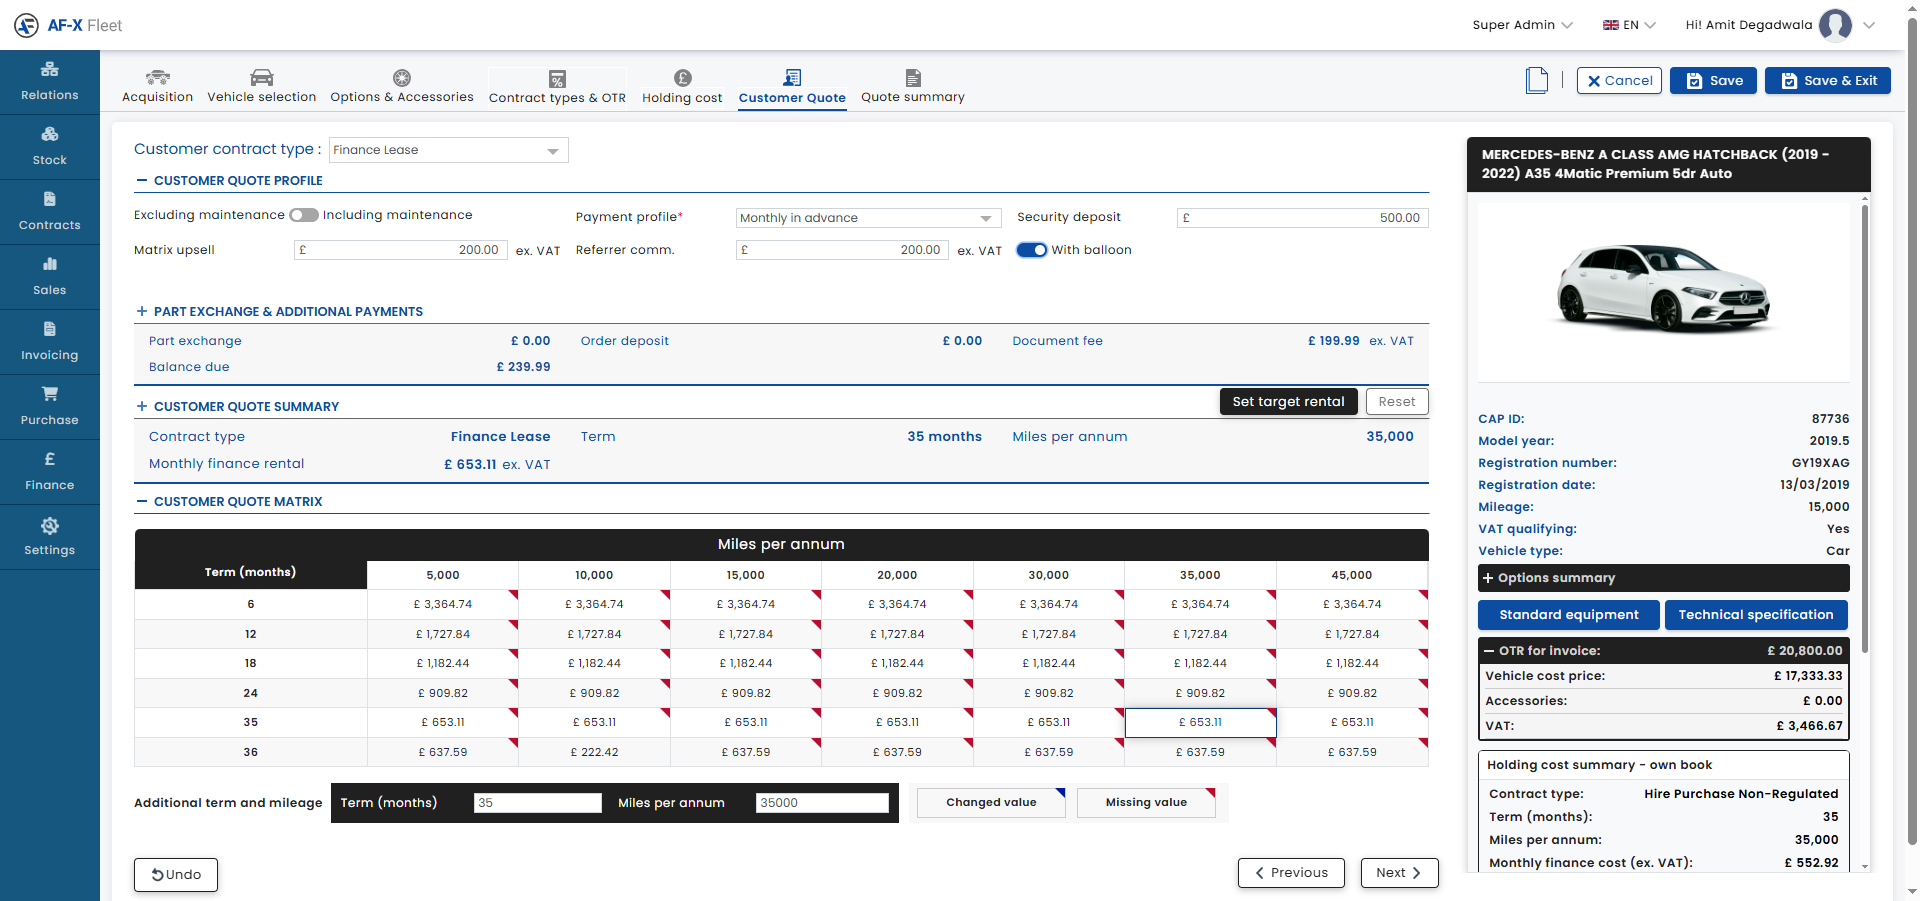 AF-X Fleet
Super Admin
EN
Hi! Amit Degadwala
Relations
Stock
Contracts
Sales
Invoicing
Purchase
Finance
Settings
Acquisition
Vehicle selection
Options & Accessories
Contract types & OTR
Holding cost
Customer Quote
Quote summary
Cancel
Save
Save & Exit
Customer contract type : Finance Lease
CUSTOMER QUOTE PROFILE
Excluding maintenance Including maintenance
Payment profile* Monthly in advance
Security deposit £ 500.00
Matrix upsell £ 200.00 ex. VAT
Referrer comm. £ 200.00 ex. VAT
With balloon
PART EXCHANGE & ADDITIONAL PAYMENTS
Part exchange £ 0.00 Order deposit £ 0.00 Document fee £ 199.99 ex. VAT
Balance due £ 239.99
CUSTOMER QUOTE SUMMARY
Set target rental Reset
Contract type Finance Lease Term 35 months Miles per annum 35,000
Monthly finance rental £ 653.11 ex. VAT
CUSTOMER QUOTE MATRIX
Miles per annum
Term (months) 5,000 10,000 15,000 20,000 30,000 35,000 45,000
6 £ 3,364.74 £ 3,364.74 £ 3,364.74 £ 3,364.74 £ 3,364.74 £ 3,364.74 £ 3,364.74
12 £ 1,727.84 £ 1,727.84 £ 1,727.84 £ 1,727.84 £ 1,727.84 £ 1,727.84 £ 1,727.84
18 £ 1,182.44 £ 1,182.44 £ 1,182.44 £ 1,182.44 £ 1,182.44 £ 1,182.44 £ 1,182.44
24 £ 909.82 £ 909.82 £ 909.82 £ 909.82 £ 909.82 £ 909.82 £ 909.82
35 £ 653.11 £ 653.11 £ 653.11 £ 653.11 £ 653.11 £ 653.11 £ 653.11
36 £ 637.59 £ 222.42 £ 637.59 £ 637.59 £ 637.59 £ 637.59 £ 637.59
Additional term and mileage Term (months) 35 Miles per annum 35000
Changed value Missing value
Undo
Previous
Next
MERCEDES-BENZ A CLASS AMG HATCHBACK (2019 -
2022) A35 4Matic Premium 5dr Auto
CAP ID: 87736
Model year: 2019.5
Registration number: GY19XAG
Registration date: 13/03/2019
Mileage: 15,000
VAT qualifying: Yes
Vehicle type: Car
Options summary
Standard equipment
Technical specification
OTR for invoice: £ 20,800.00
Vehicle cost price: £ 17,333.33
Accessories: £ 0.00
VAT: £ 3,466.67
Holding cost summary - own book
Contract type: Hire Purchase Non-Regulated
Term (months): 35
Miles per annum: 35,000
Monthly finance cost (ex. VAT): £ 552.92